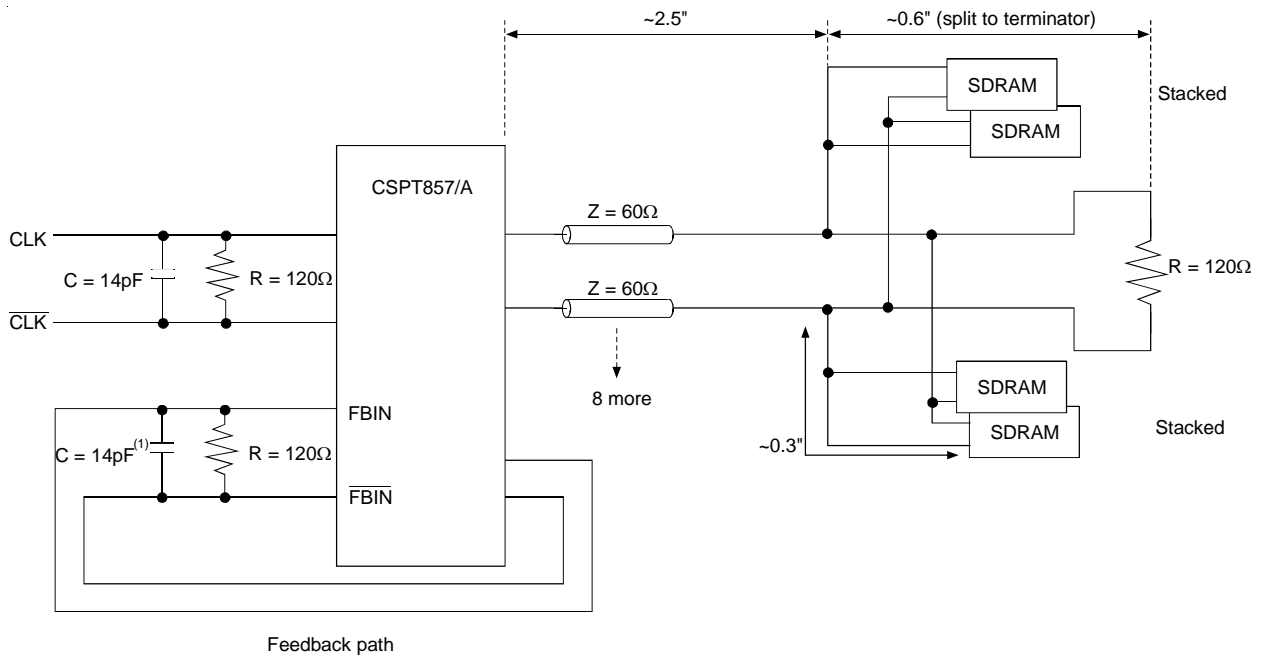 ~2.5"
~0.6" (split to terminator)
SDRAM
Stacked
SDRAM
CSPT857/A
Z = 60Ω
CLK
C = 14pF
R = 120Ω
R = 120Ω
CLK
Z = 60Ω
8 more
SDRAM
FBIN
SDRAM
Stacked
C = 14pF(1)
R = 120Ω
~0.3"
FBIN
Feedback path